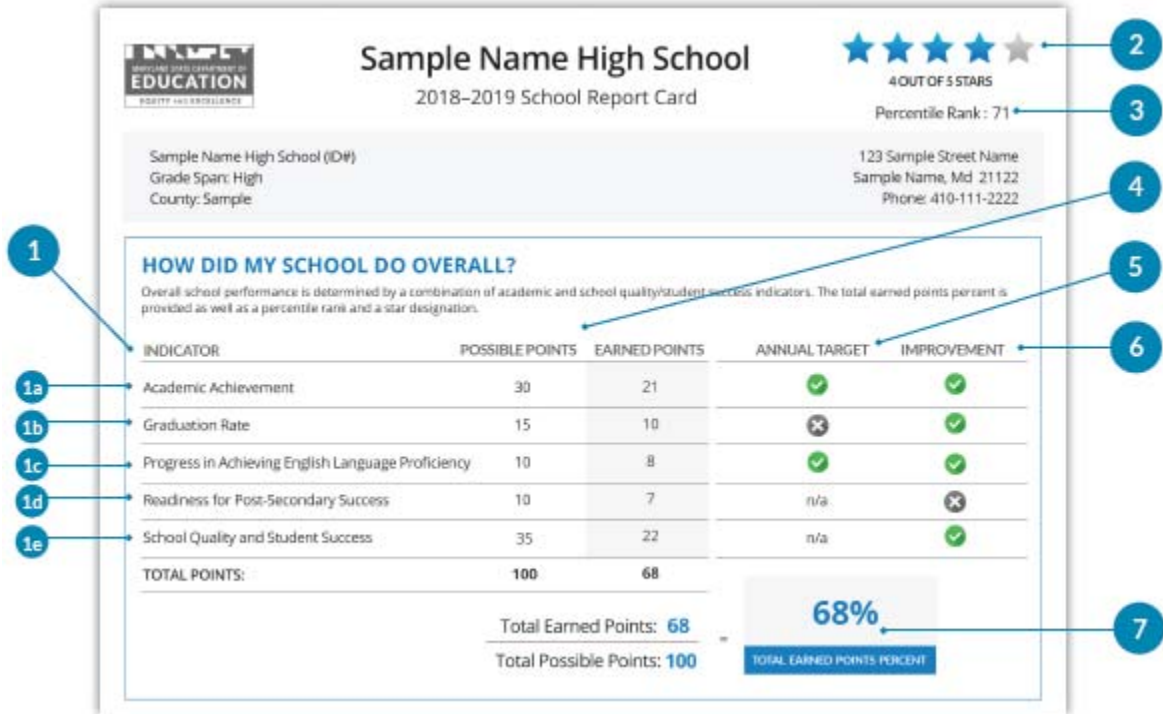 MARYLAND STATE DEPARTMENT OF
EDUCATION
EQUITY AND EXCELLENCE
Sample Name High School
2018–2019 School Report Card
4 OUT OF 5 STARS
2
Percentile Rank : 71
3
Sample Name High School (ID#)
Grade Span: High
County: Sample
123 Sample Street Name
Sample Name, Md 21122
Phone: 410-111-2222
4
1
HOW DID MY SCHOOL DO OVERALL?
5
Overall school performance is determined by a combination of academic and school quality/student success indicators. The total earned points percent is
provided as well as a percentile rank and a star designation.
INDICATOR POSSIBLE POINTS EARNED POINTS ANNUAL TARGET IMPROVEMENT
6
1a Academic Achievement 30 21
1b Graduation Rate 15 10
1c Progress in Achieving English Language Proficiency 10 8
1d Readiness for Post-Secondary Success 10 7 n/a
1e School Quality and Student Success 35 22 n/a
TOTAL POINTS: 100 68
Total Earned Points: 68
Total Possible Points: 100
=
68%
TOTAL EARNED POINTS PERCENT
7